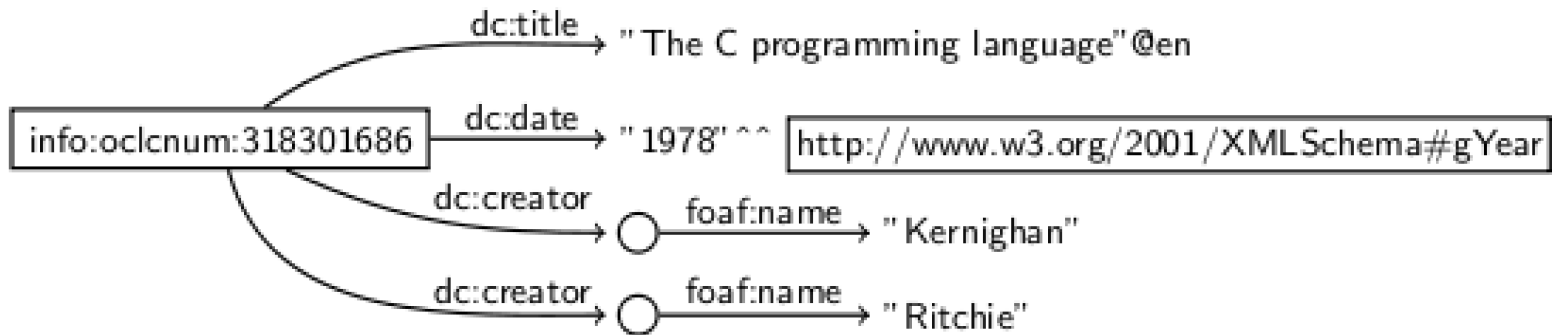 dc:title
"The C programming language"@en
info:oclcnum:318301686
dc:date
"1978"^^ http://www.w3.org/2001/XMLSchema#gYear
dc:creator
foaf:name
"Kernighan"
dc:creator
foaf:name
"Ritchie"